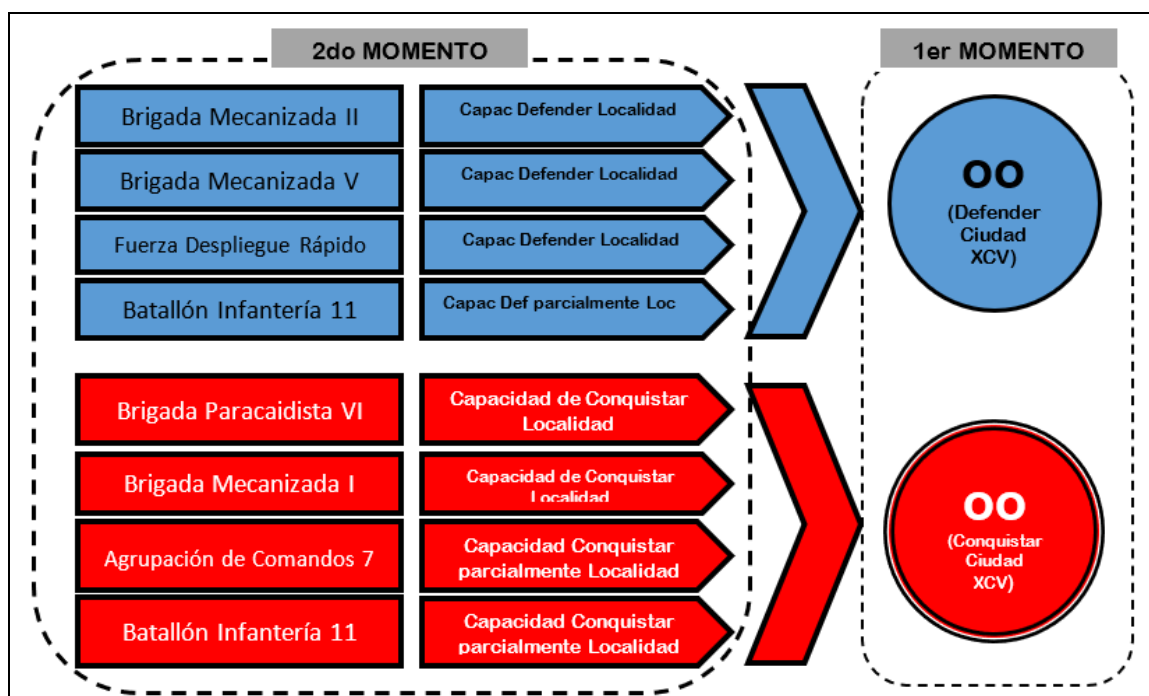 2do MOMENTO
1er MOMENTO
Brigada Mecanizada II
Capac Defender Localidad
Brigada Mecanizada V
Capac Defender Localidad
Fuerza Despliegue Rápido
Capac Defender Localidad
Batallón Infantería 11
Capac Def parcialmente Loc
OO
(Defender
Ciudad
XCV)
Brigada Paracaidista VI
Capacidad de Conquistar
Localidad
Brigada Mecanizada I
Capacidad de Conquistar
Localidad
Agrupación de Comandos 7
Capacidad Conquistar
parcialmente Localidad
Batallón Infantería 11
Capacidad Conquistar
parcialmente Localidad
OO
(Conquistar
Ciudad
XCV)